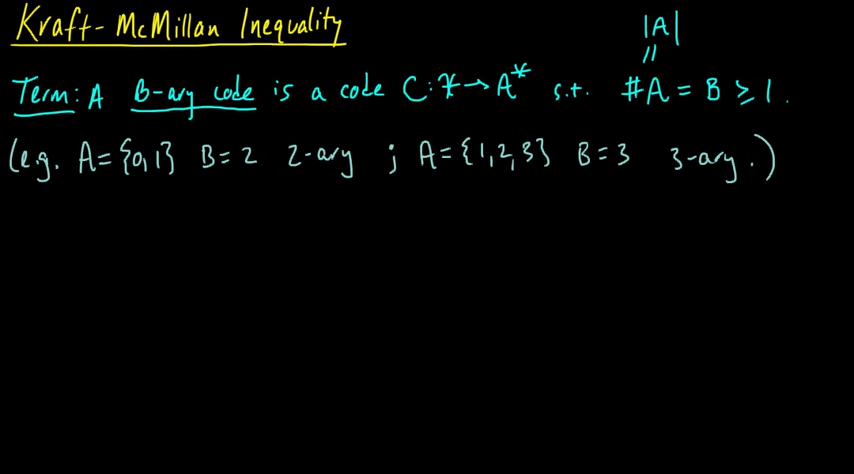 Kraft-McMillan Inequality
|A|
=
Term: A B-ary code is a code C: X → A* s.t. #A = B ≥ 1.
(e.g. A = {0,1} B = 2 2-ary ; A = {1,2,3} B = 3 3-ary.)